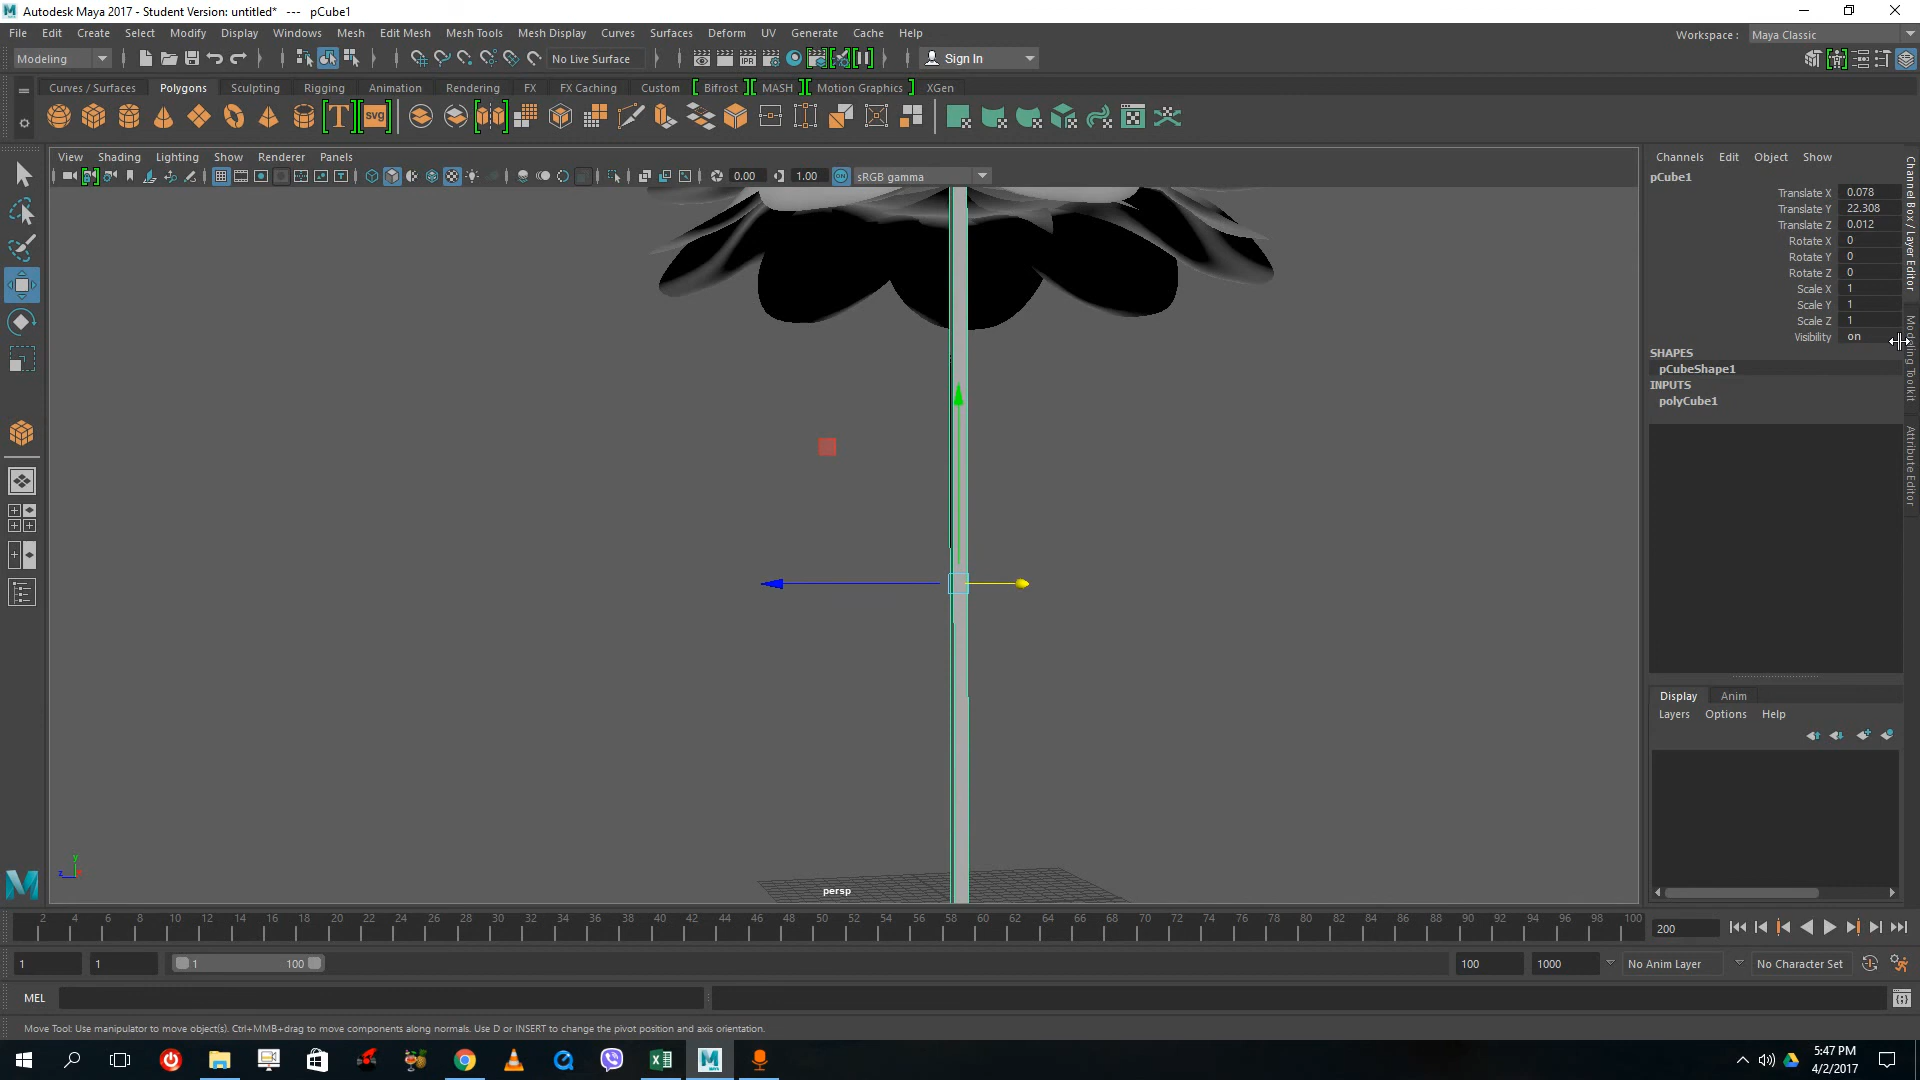 Autodesk Maya 2017 - Student Version: untitled*   ---   pCube1
File Edit Create Select Modify Display Windows Mesh Edit Mesh Mesh Tools Mesh Display Curves Surfaces Deform UV Generate Cache Help
Workspace : Maya Classic
Modeling No Live Surface Sign In
Curves / Surfaces Polygons Sculpting Rigging Animation Rendering FX FX Caching Custom Bifrost MASH Motion Graphics XGen
T svg
View Shading Lighting Show Renderer Panels
0.00 1.00 sRGB gamma
Channels Edit Object Show
pCube1
Translate X 0.078
Translate Y 22.308
Translate Z 0.012
Rotate X 0
Rotate Y 0
Rotate Z 0
Scale X 1
Scale Y 1
Scale Z 1
Visibility on
SHAPES
pCubeShape1
INPUTS
polyCube1
Channel Box / Layer Editor
Modeling Toolkit
Attribute Editor
Display Anim
Layers Options Help
y
z
persp
2 4 6 8 10 12 14 16 18 20 22 24 26 28 30 32 34 36 38 40 42 44 46 48 50 52 54 56 58 60 62 64 66 68 70 72 74 76 78 80 82 84 86 88 90 92 94 96 98 100
200
1 1 1 100 100 1000 No Anim Layer No Character Set
MEL
Move Tool: Use manipulator to move object(s). Ctrl+MMB+drag to move components along normals. Use D or INSERT to change the pivot position and axis orientation.
5:47 PM
4/2/2017